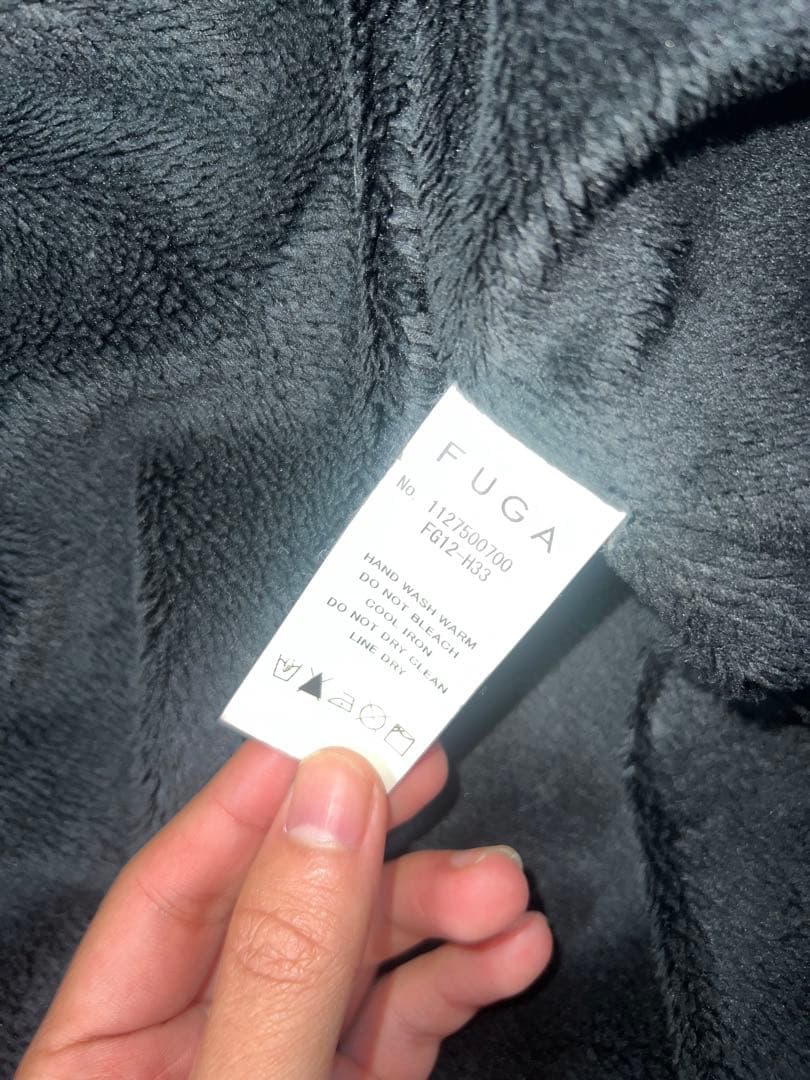 FUGA
No. 1127500700
FG12-H33
HAND WASH WARM
DO NOT BLEACH
COOL IRON
DO NOT DRY CLEAN
LINE DRY